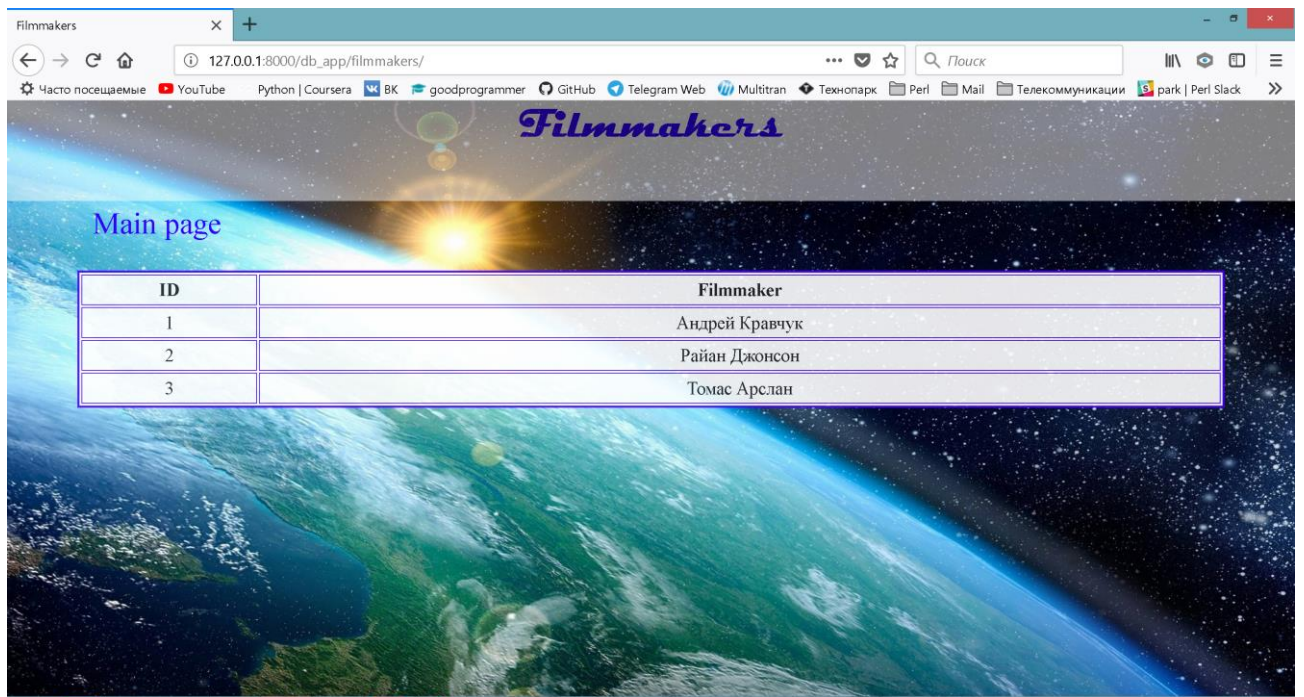 Filmmakers
127.0.0.1:8000/db_app/filmmakers/
Поиск
Часто посещаемые YouTube Python | Coursera ВК goodprogrammer GitHub Telegram Web Multitran Технопарк Perl Mail Телекоммуникации park | Perl Slack
Filmmakers
Main page
ID Filmmaker
1 Андрей Кравчук
2 Райан Джонсон
3 Томас Арслан